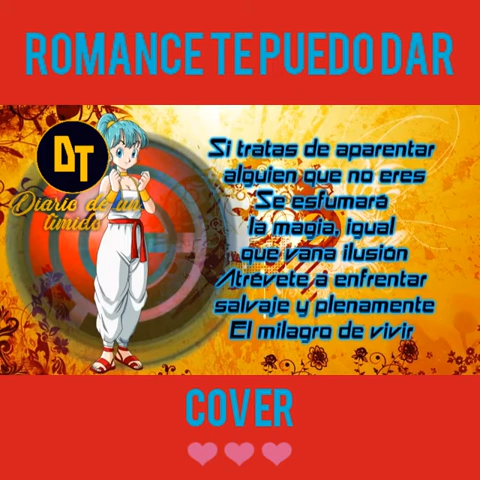 ROMANCE TE PUEDO DAR
DT
Diario de un
timido
Si tratas de aparentar
alguien que no eres
Se esfumará
la magia, igual
que vana ilusión
Atrévete a enfrentar
salvaje y plenamente
El milagro de vivir
COVER